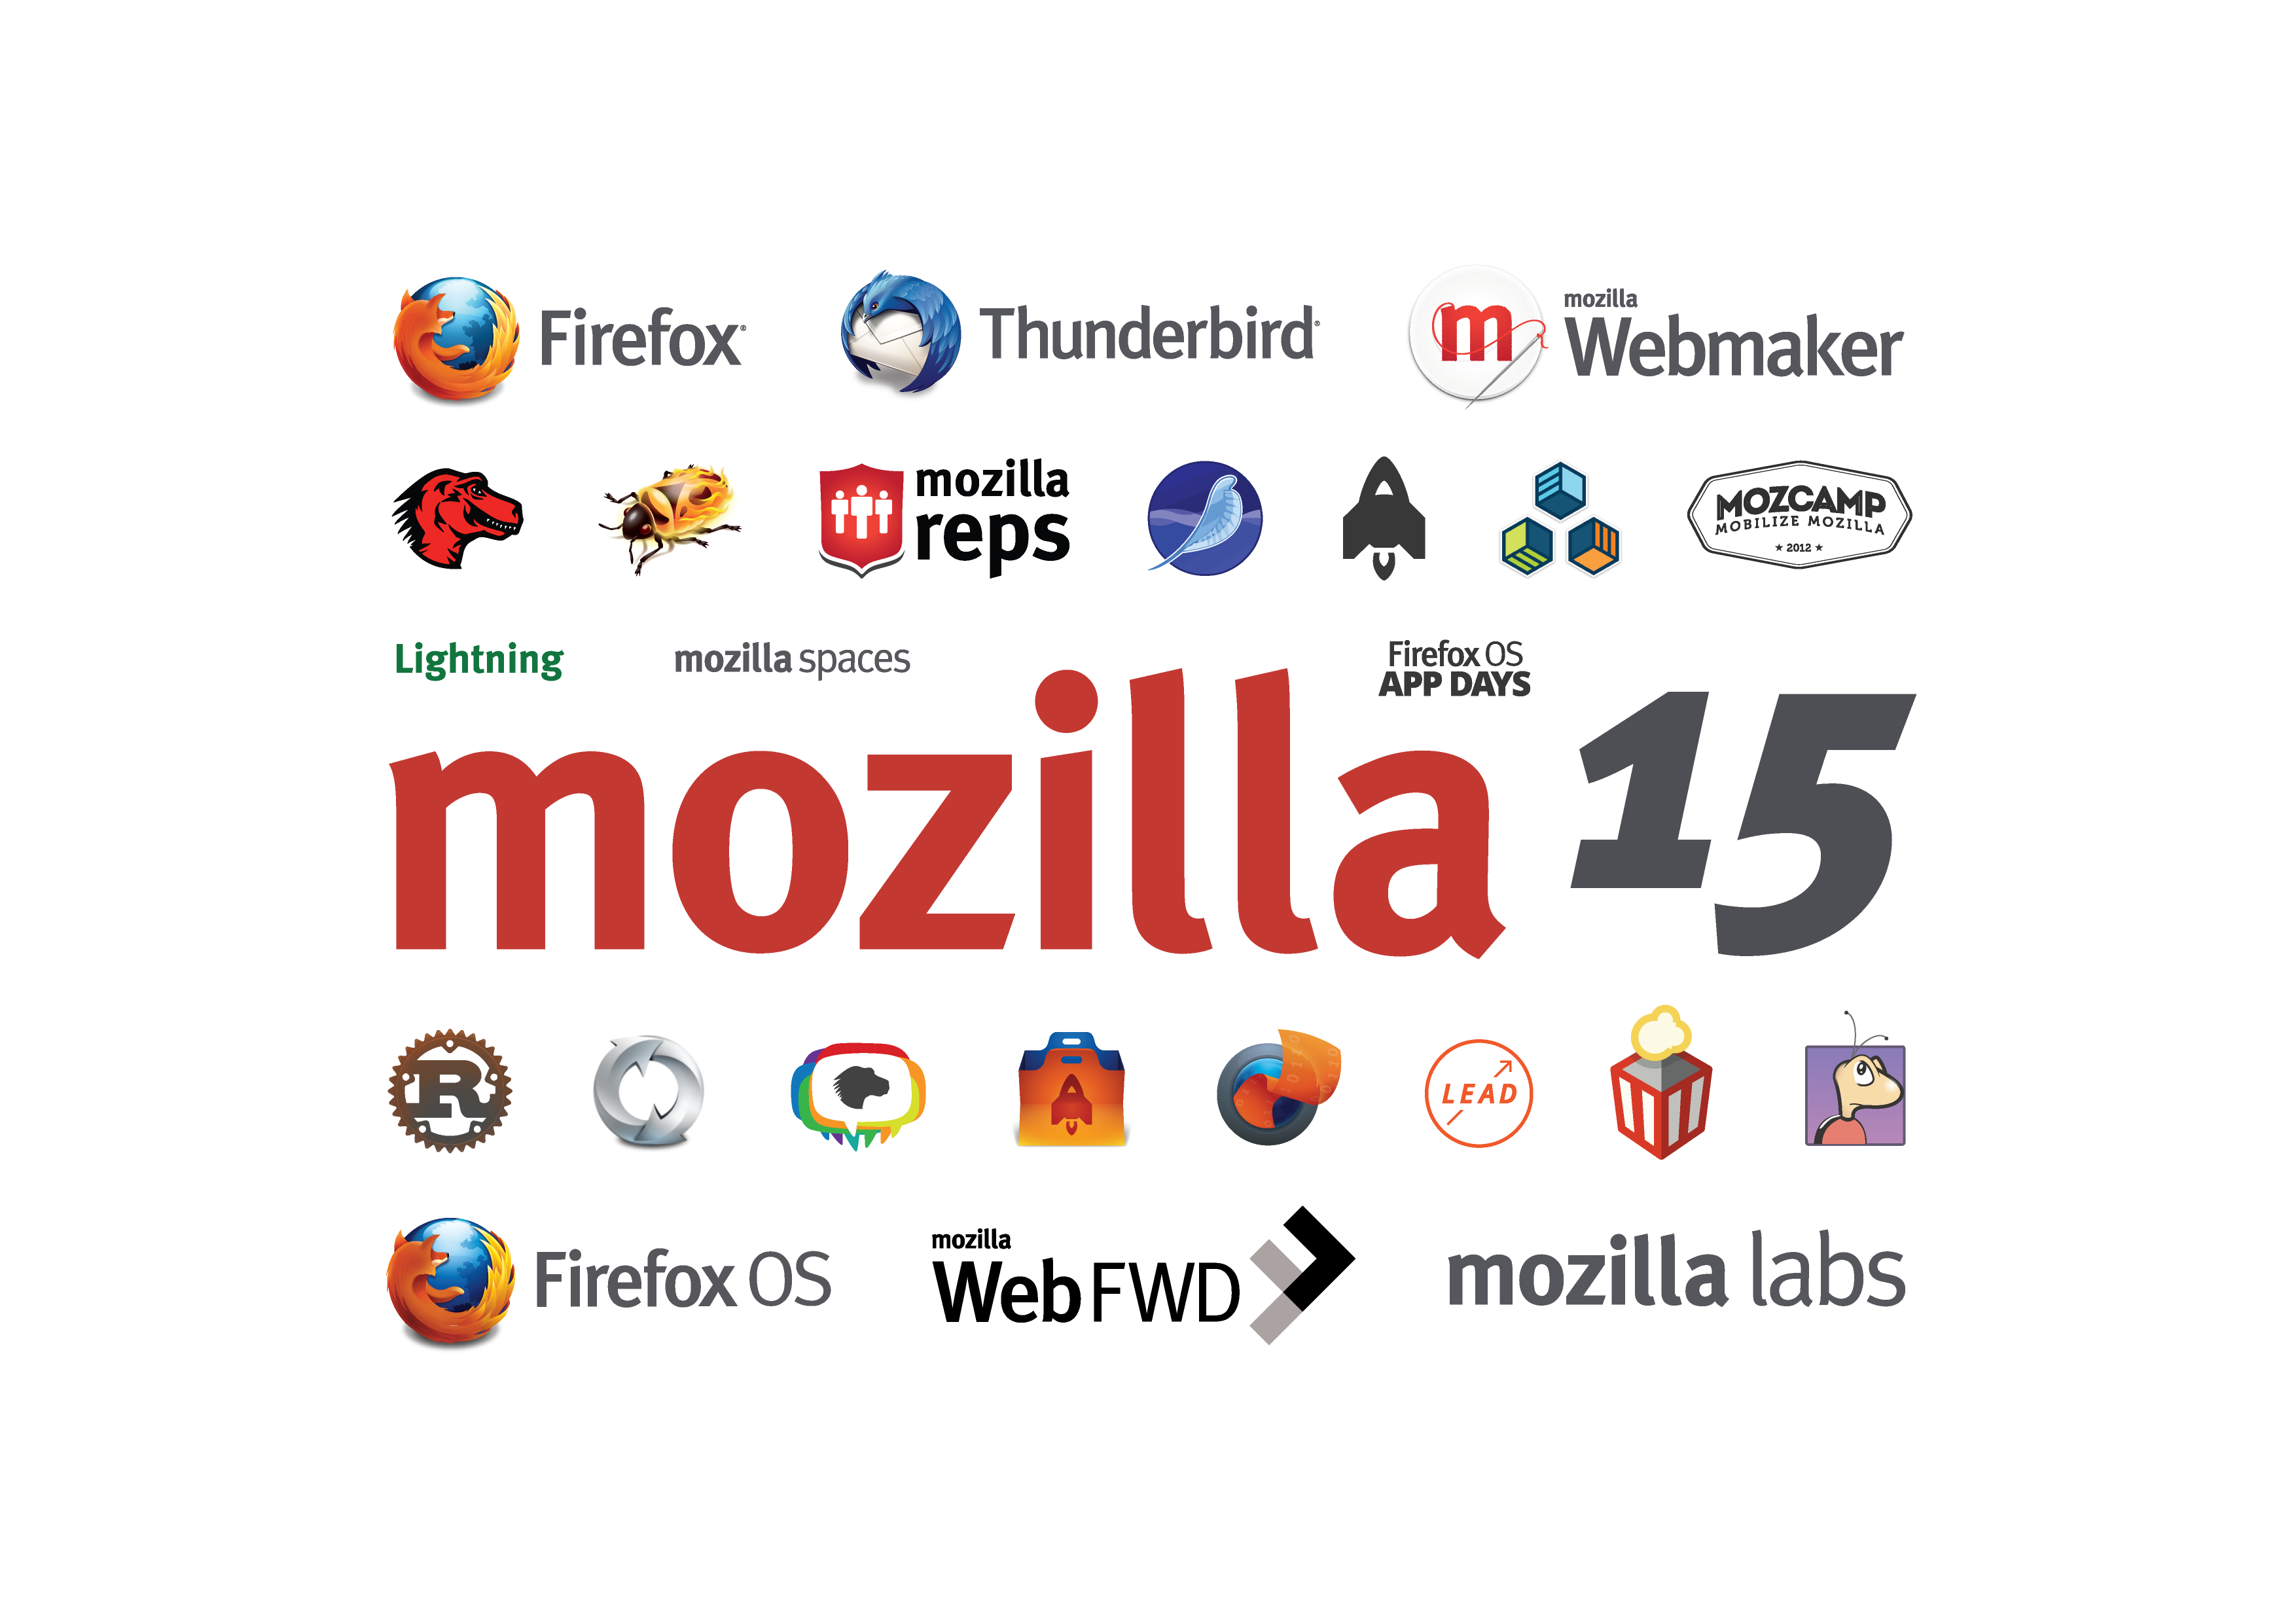 Firefox®
Thunderbird®
mozilla
Webmaker
m
mozilla
reps
MOZCAMP
MOBILIZE MOZILLA
★ 2012 ★
Lightning
mozilla spaces
Firefox OS
APP DAYS
mozilla 15
R
LEAD
Firefox OS
mozilla
WebFWD
mozilla labs